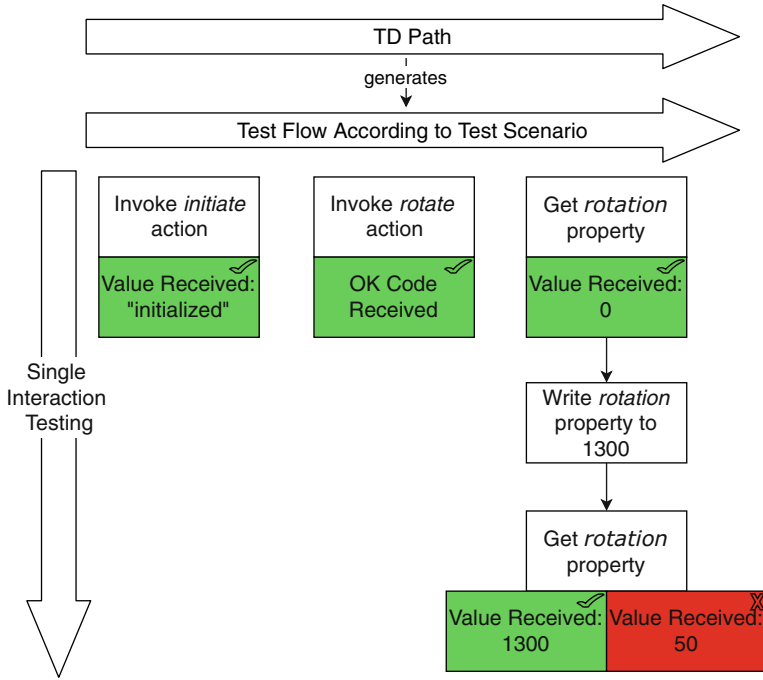 TD Path
generates
Test Flow According to Test Scenario
Invoke initiate
action
Value Received:
"initialized"
Invoke rotate
action
OK Code
Received
Get rotation
property
Value Received:
0
Single
Interaction
Testing
Write rotation
property to
1300
Get rotation
property
Value Received:
1300
Value Received:
50